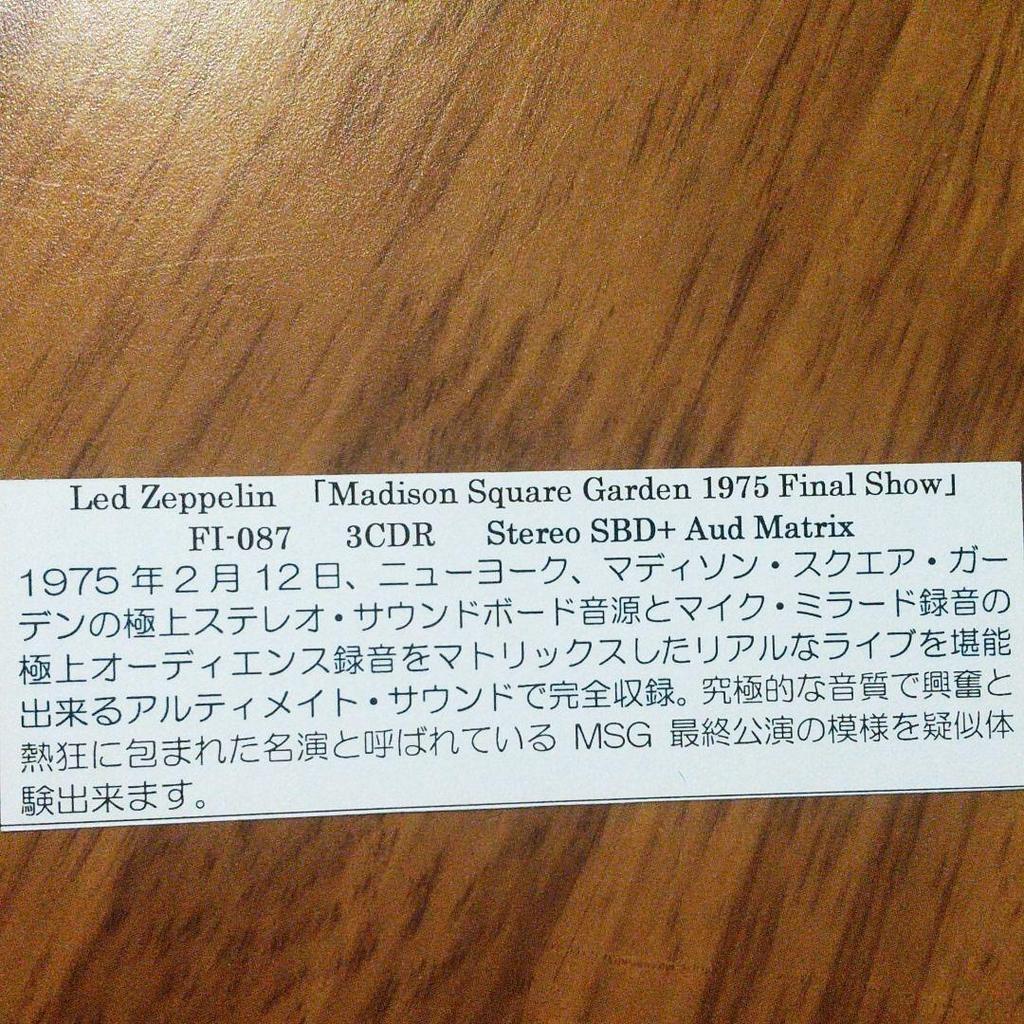 Led Zeppelin 「Madison Square Garden 1975 Final Show」
FI-087 3CDR Stereo SBD+ Aud Matrix
1975年2月12日、ニューヨーク、マディソン・スクエア・ガー
デンの極上ステレオ・サウンドボード音源とマイク・ミラード録音の
極上オーディエンス録音をマトリックスしたリアルなライブを堪能
出来るアルティメイト・サウンドで完全収録。究極的な音質で興奮と
熱狂に包まれた名演と呼ばれている MSG 最終公演の模様を疑似体
験出来ます。